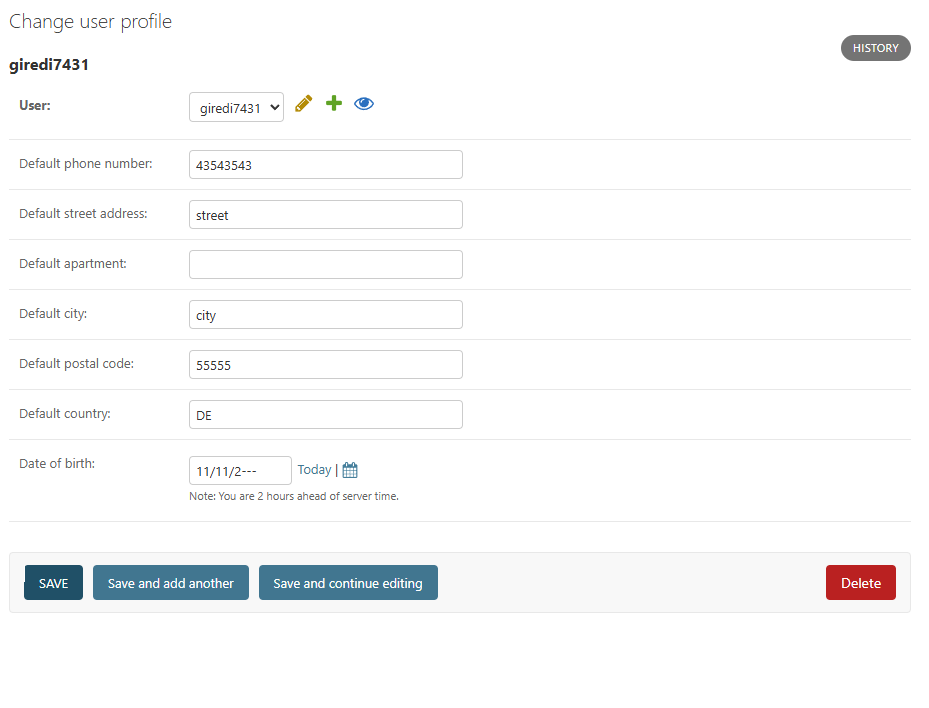 Change user profile
HISTORY
giredi7431
User: giredi7431
Default phone number: 43543543
Default street address: street
Default apartment:
Default city: city
Default postal code: 55555
Default country: DE
Date of birth: 11/11/2--- Today |
Note: You are 2 hours ahead of server time.
SAVE Save and add another Save and continue editing Delete